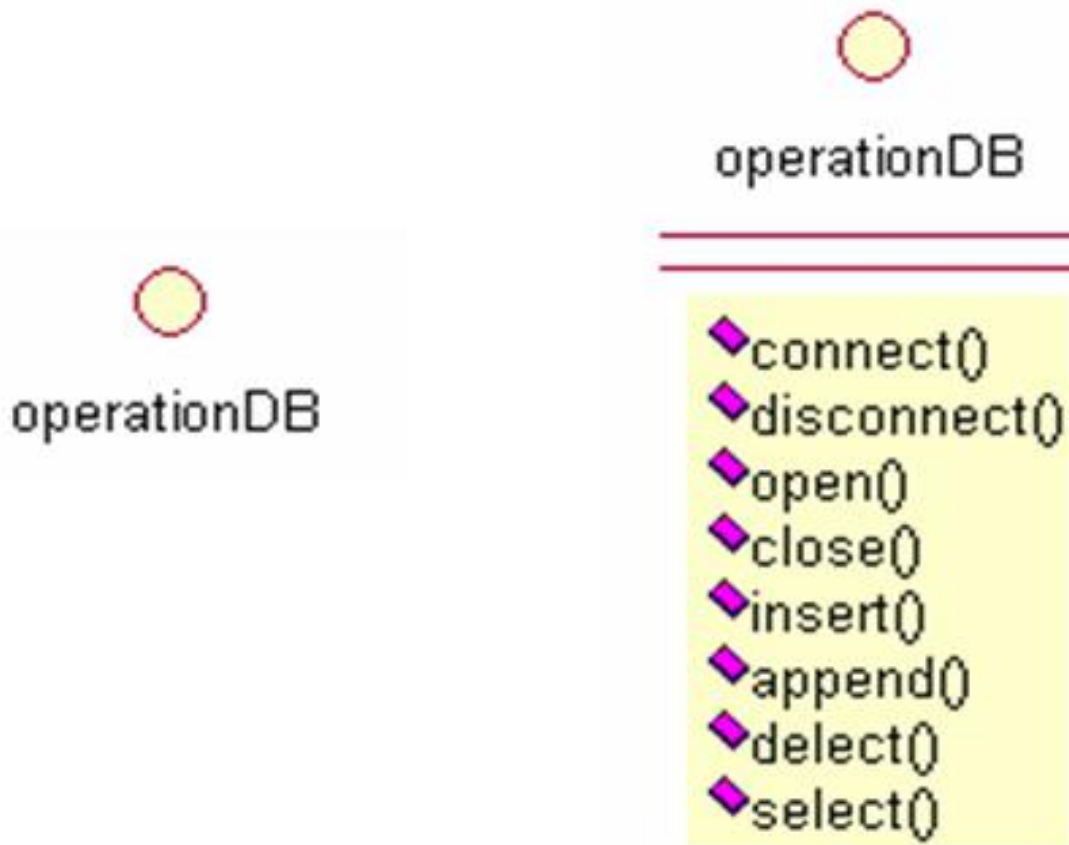 operationDB
operationDB
connect()
disconnect()
open()
close()
insert()
append()
delect()
select()